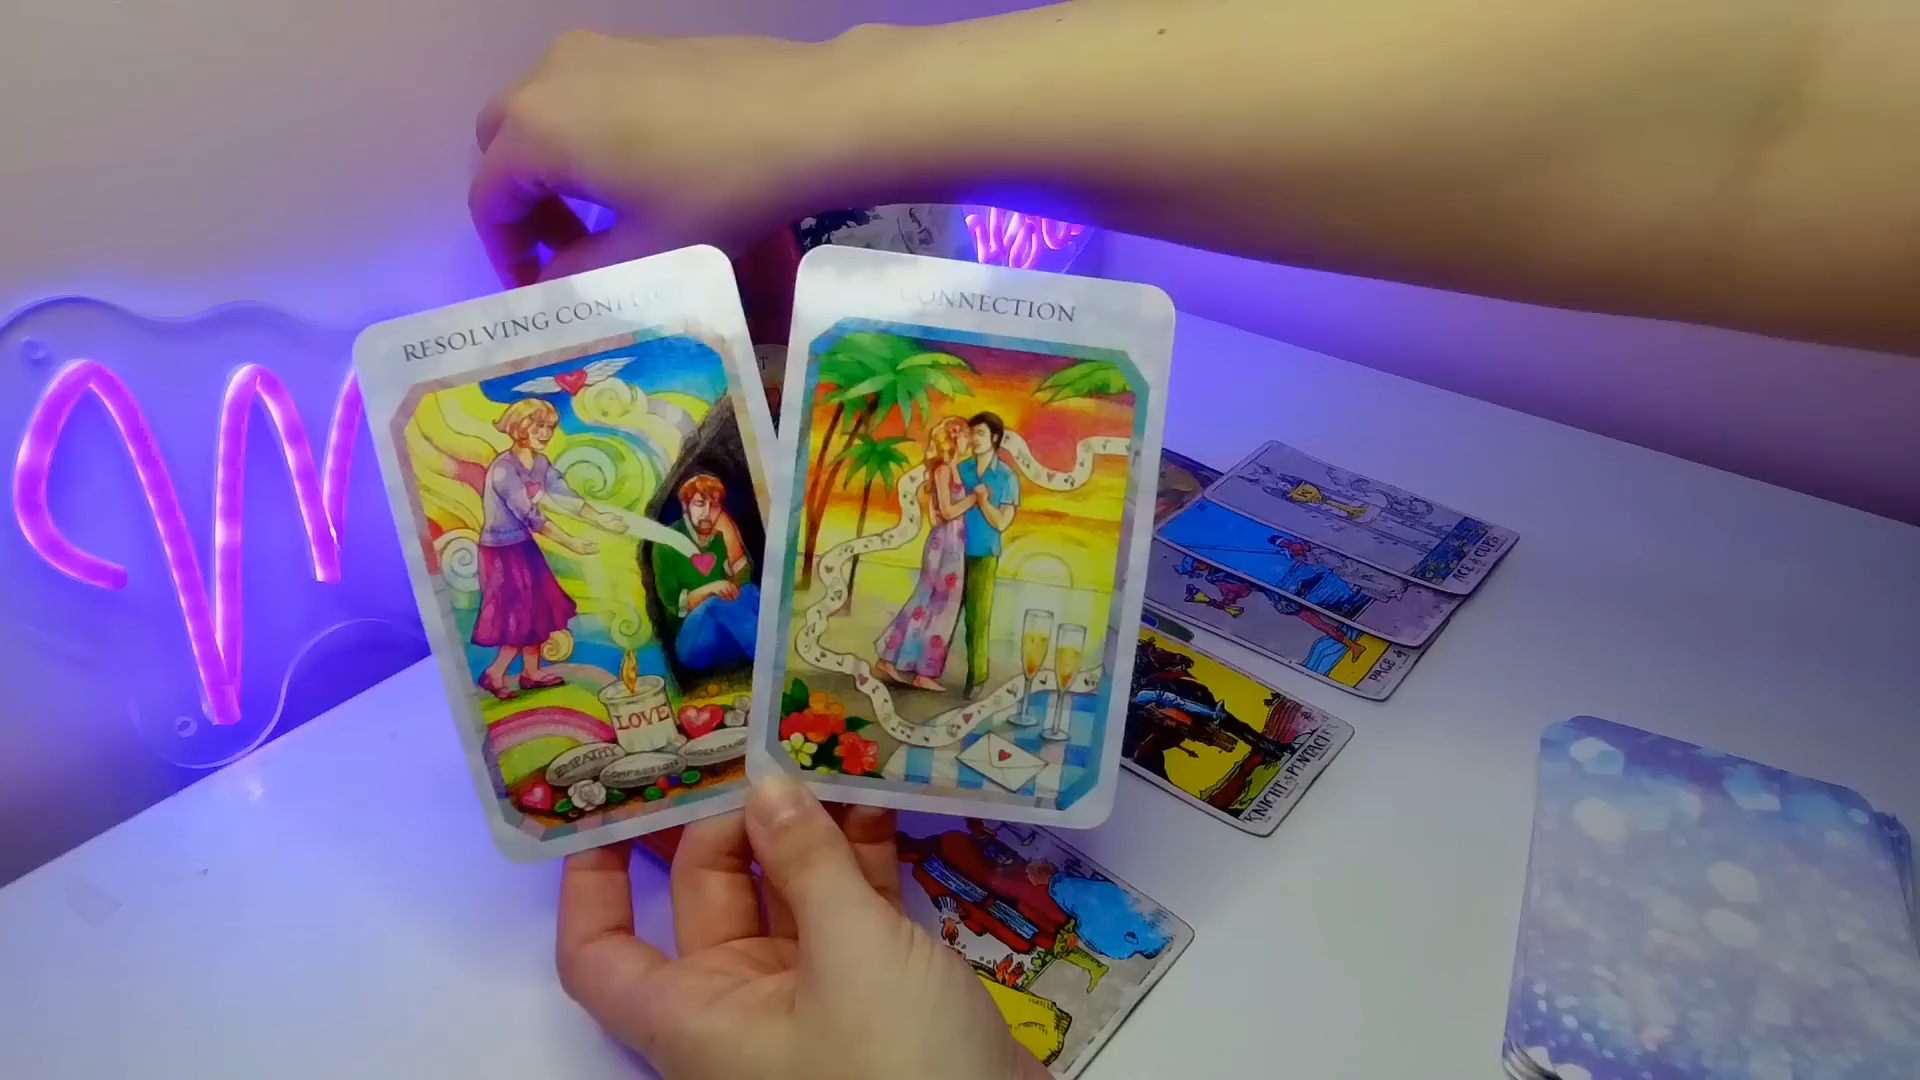 RESOLVING CONFLICT
CONNECTION
LOVE
EMPATHY
COMPASSION
ACE of CUPS
PAGE of
KNIGHT of PENTACLES